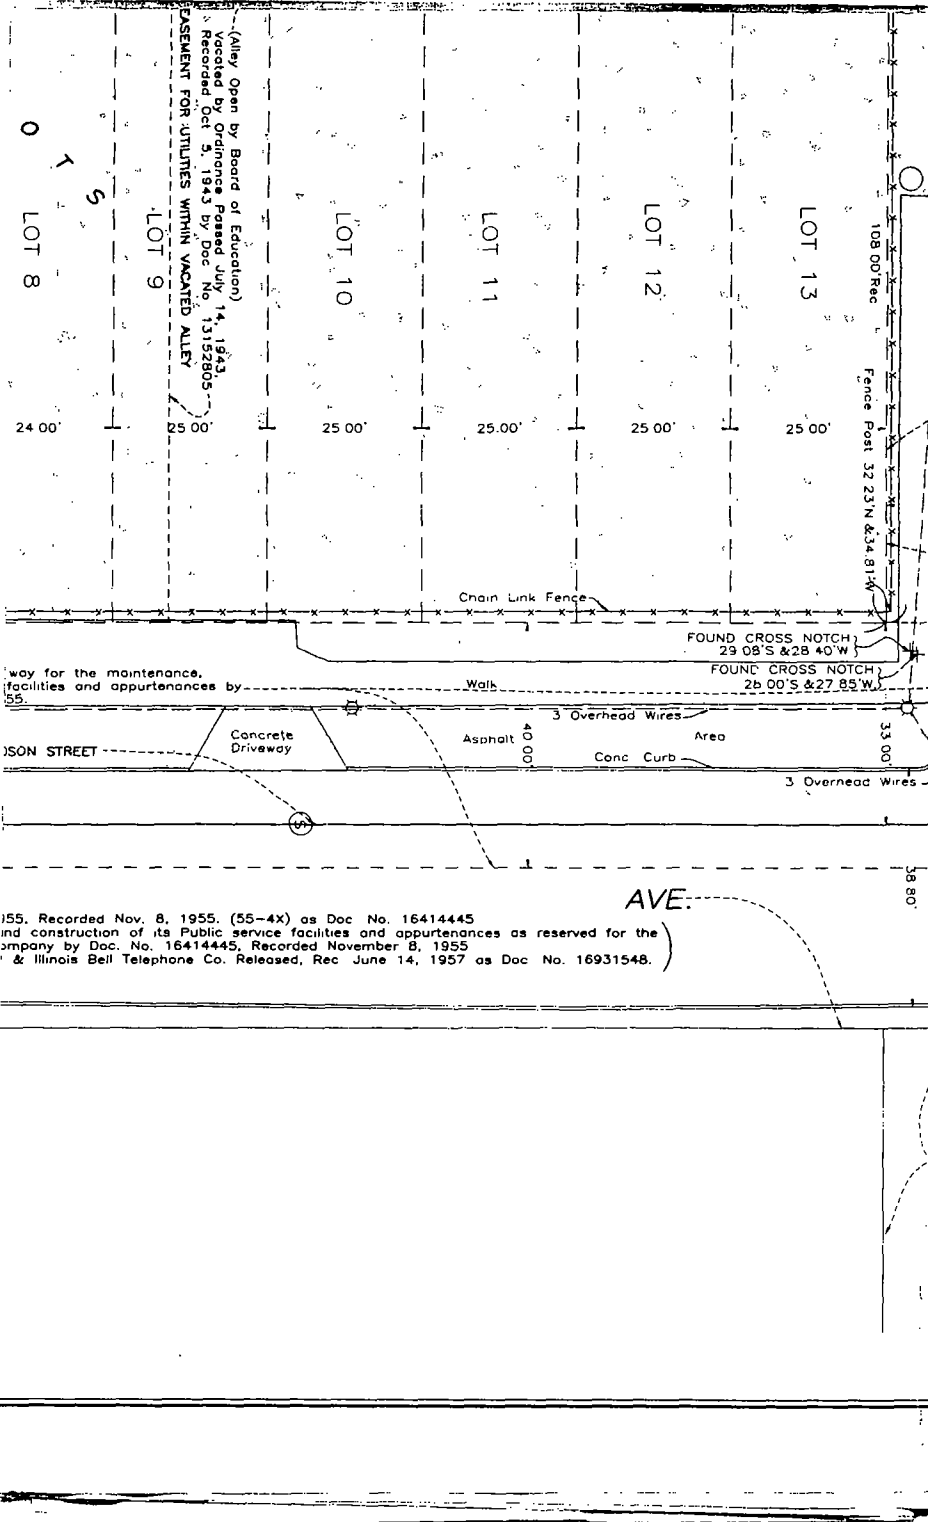 (Alley Open by Board of Education)
Vacated by Ordinance Passed July 14, 1943,
Recorded Oct 5, 1943 by Doc No 13152805
EASEMENT FOR UTILITIES WITHIN VACATED ALLEY
O T S
LOT 8
LOT 9
LOT 10
LOT 11
LOT 12
LOT 13
108 00'Rec
Fence Post 32 23'N &34.81'W
24 00'
25 00'
25 00'
25.00'
25 00'
25 00'
Chain Link Fence
FOUND CROSS NOTCH
29 08'S &28 40'W
FOUND CROSS NOTCH
26 00'S &27 85'W
way for the maintenance,
facilities and appurtenances by
55.
Walk
3 Overhead Wires
Concrete
Driveway
Asphalt
40 00'
Area
33 00'
DSON STREET
Conc Curb
3 Overhead Wires
S
38 80'
AVE.
955, Recorded Nov. 8, 1955. (55-4X) as Doc No. 16414445
and construction of its Public service facilities and appurtenances as reserved for the
ompany by Doc. No. 16414445, Recorded November 8, 1955
& Illinois Bell Telephone Co. Released, Rec June 14, 1957 as Doc No. 16931548.